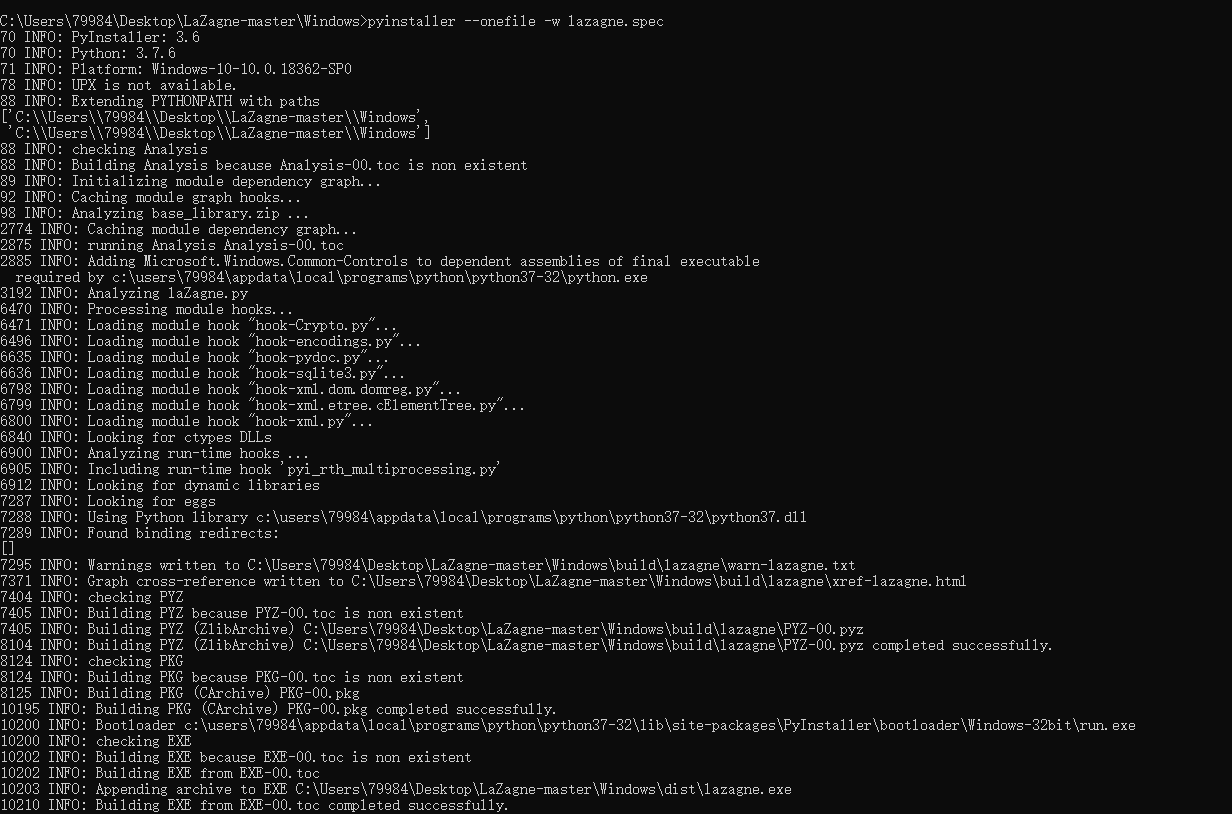 C:\Users\79984\Desktop\LaZagne-master\Windows>pyinstaller --onefile -w lazagne.spec
70 INFO: PyInstaller: 3.6
70 INFO: Python: 3.7.6
71 INFO: Platform: Windows-10-10.0.18362-SP0
78 INFO: UPX is not available.
88 INFO: Extending PYTHONPATH with paths
['C:\\Users\\79984\\Desktop\\LaZagne-master\\Windows',
 'C:\\Users\\79984\\Desktop\\LaZagne-master\\Windows']
88 INFO: checking Analysis
88 INFO: Building Analysis because Analysis-00.toc is non existent
89 INFO: Initializing module dependency graph...
92 INFO: Caching module graph hooks...
98 INFO: Analyzing base_library.zip ...
2774 INFO: Caching module dependency graph...
2875 INFO: running Analysis Analysis-00.toc
2885 INFO: Adding Microsoft.Windows.Common-Controls to dependent assemblies of final executable
  required by c:\users\79984\appdata\local\programs\python\python37-32\python.exe
3192 INFO: Analyzing laZagne.py
6470 INFO: Processing module hooks...
6471 INFO: Loading module hook "hook-Crypto.py"...
6496 INFO: Loading module hook "hook-encodings.py"...
6635 INFO: Loading module hook "hook-pydoc.py"...
6636 INFO: Loading module hook "hook-sqlite3.py"...
6798 INFO: Loading module hook "hook-xml.dom.domreg.py"...
6799 INFO: Loading module hook "hook-xml.etree.cElementTree.py"...
6800 INFO: Loading module hook "hook-xml.py"...
6840 INFO: Looking for ctypes DLLs
6900 INFO: Analyzing run-time hooks ...
6905 INFO: Including run-time hook 'pyi_rth_multiprocessing.py'
6912 INFO: Looking for dynamic libraries
7287 INFO: Looking for eggs
7288 INFO: Using Python library c:\users\79984\appdata\local\programs\python\python37-32\python37.dll
7289 INFO: Found binding redirects:
[]
7295 INFO: Warnings written to C:\Users\79984\Desktop\LaZagne-master\Windows\build\lazagne\warn-lazagne.txt
7371 INFO: Graph cross-reference written to C:\Users\79984\Desktop\LaZagne-master\Windows\build\lazagne\xref-lazagne.html
7404 INFO: checking PYZ
7405 INFO: Building PYZ because PYZ-00.toc is non existent
7405 INFO: Building PYZ (ZlibArchive) C:\Users\79984\Desktop\LaZagne-master\Windows\build\lazagne\PYZ-00.pyz
8104 INFO: Building PYZ (ZlibArchive) C:\Users\79984\Desktop\LaZagne-master\Windows\build\lazagne\PYZ-00.pyz completed successfully.
8124 INFO: checking PKG
8124 INFO: Building PKG because PKG-00.toc is non existent
8125 INFO: Building PKG (CArchive) PKG-00.pkg
10195 INFO: Building PKG (CArchive) PKG-00.pkg completed successfully.
10200 INFO: Bootloader c:\users\79984\appdata\local\programs\python\python37-32\lib\site-packages\PyInstaller\bootloader\Windows-32bit\run.exe
10200 INFO: checking EXE
10202 INFO: Building EXE because EXE-00.toc is non existent
10202 INFO: Building EXE from EXE-00.toc
10203 INFO: Appending archive to EXE C:\Users\79984\Desktop\LaZagne-master\Windows\dist\lazagne.exe
10210 INFO: Building EXE from EXE-00.toc completed successfully.